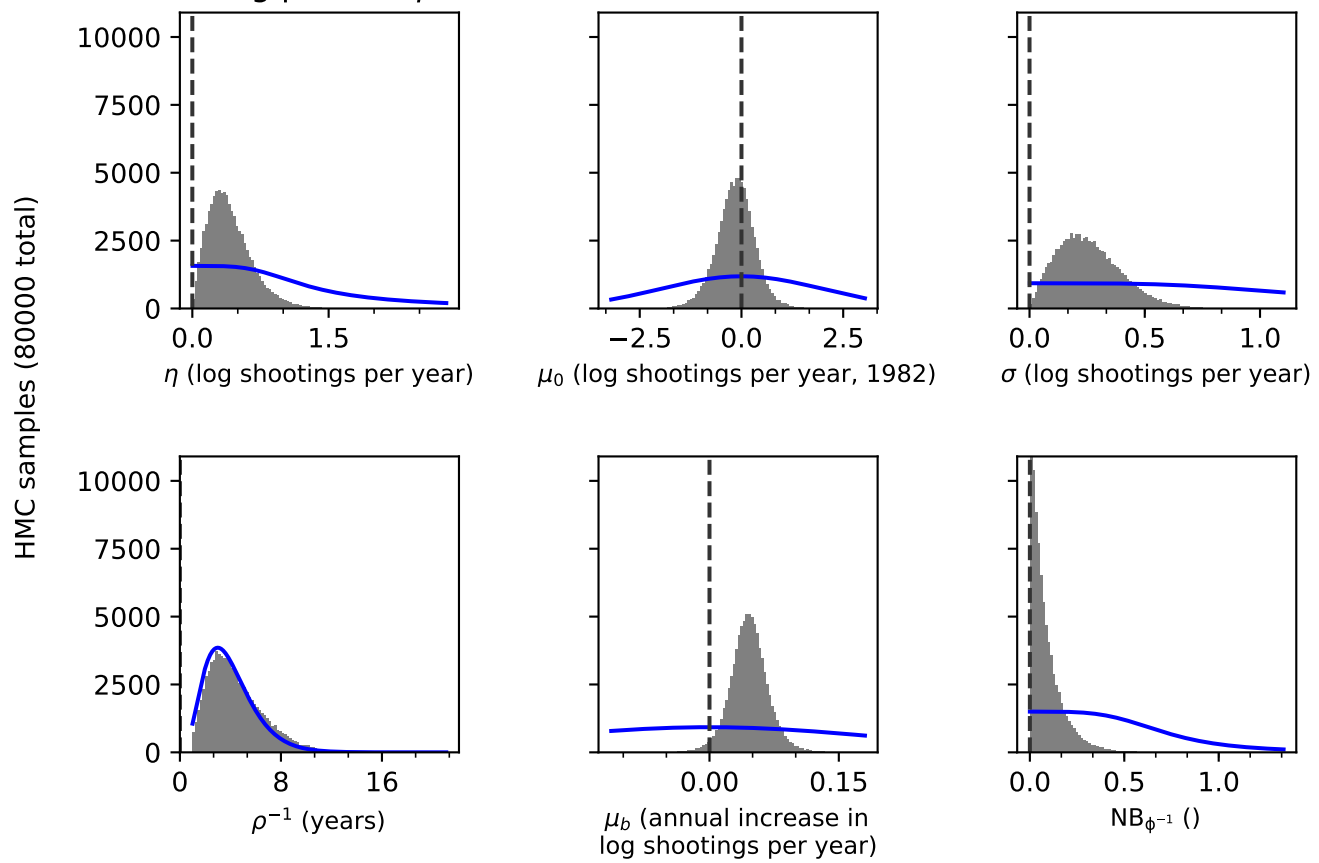 10000
7500
5000
2500
0
0.0 1.5
η (log shootings per year)
−2.5 0.0 2.5
μ₀ (log shootings per year, 1982)
0.0 0.5 1.0
σ (log shootings per year)
HMC samples (80000 total)
10000
7500
5000
2500
0
0 8 16
ρ⁻¹ (years)
0.00 0.15
μ_b (annual increase in
log shootings per year)
0.0 0.5 1.0
NB_ϕ⁻¹ ()